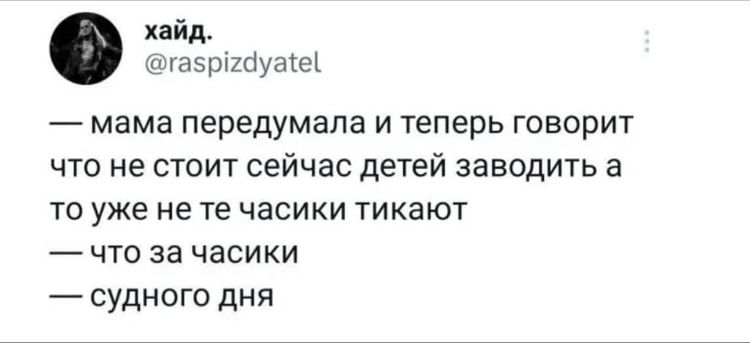 хайд.
@raspizdyatel
— мама передумала и теперь говорит
что не стоит сейчас детей заводить а
то уже не те часики тикают
— что за часики
— судного дня